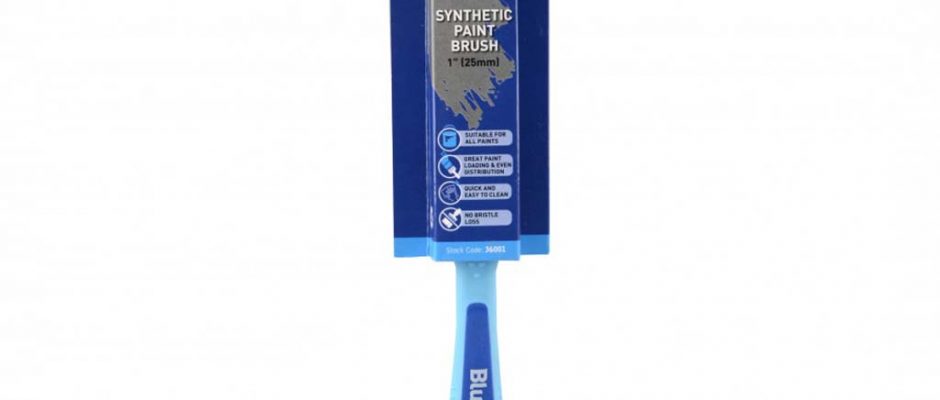 SYNTHETIC
PAINT
BRUSH
1" (25mm)
SUITABLE FOR
ALL PAINTS
GREAT PAINT
LOADING & EVEN
DISTRIBUTION
QUICK AND
EASY TO CLEAN
NO BRISTLE
LOSS
Stock Code: 36001
Blu